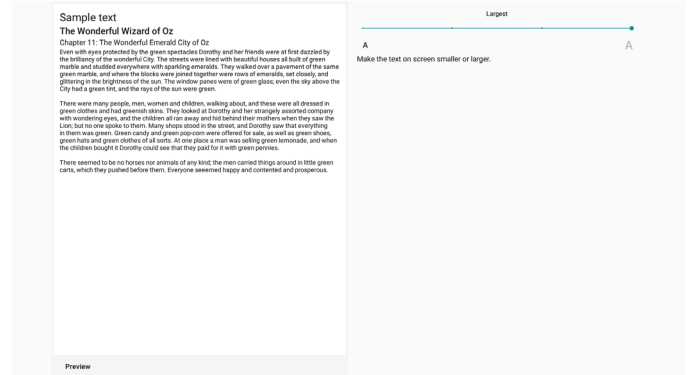 Sample text
The Wonderful Wizard of Oz
Chapter 11: The Wonderful Emerald City of Oz
Even with eyes protected by the green spectacles Dorothy and her friends were at first dazzled by
the brilliancy of the wonderful City. The streets were lined with beautiful houses all built of green
marble and studded everywhere with sparkling emeralds. They walked over a pavement of the same
green marble, and where the blocks were joined together were rows of emeralds, set closely, and
glittering in the brightness of the sun. The window panes were of green glass; even the sky above the
City had a green tint, and the rays of the sun were green.
There were many people, men, women and children, walking about, and these were all dressed in
green clothes and had greenish skins. They looked at Dorothy and her strangely assorted company
with wondering eyes, and the children all ran away and hid behind their mothers when they saw the
Lion; but no one spoke to them. Many shops stood in the street, and Dorothy saw that everything
in them was green. Green candy and green pop-corn were offered for sale, as well as green shoes,
green hats and green clothes of all sorts. At one place a man was selling green lemonade, and when
the children bought it Dorothy could see that they paid for it with green pennies.
There seemed to be no horses nor animals of any kind; the men carried things around in little green
carts, which they pushed before them. Everyone seeemed happy and contented and prosperous.
Preview
Largest
A A
Make the text on screen smaller or larger.